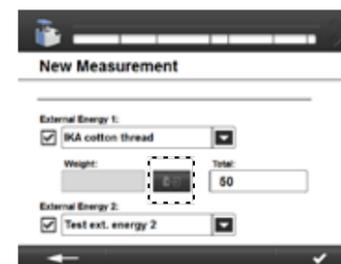 New Measurement
External Energy 1:
IKA cotton thread
Weight: Total:
50
External Energy 2:
Test ext. energy 2